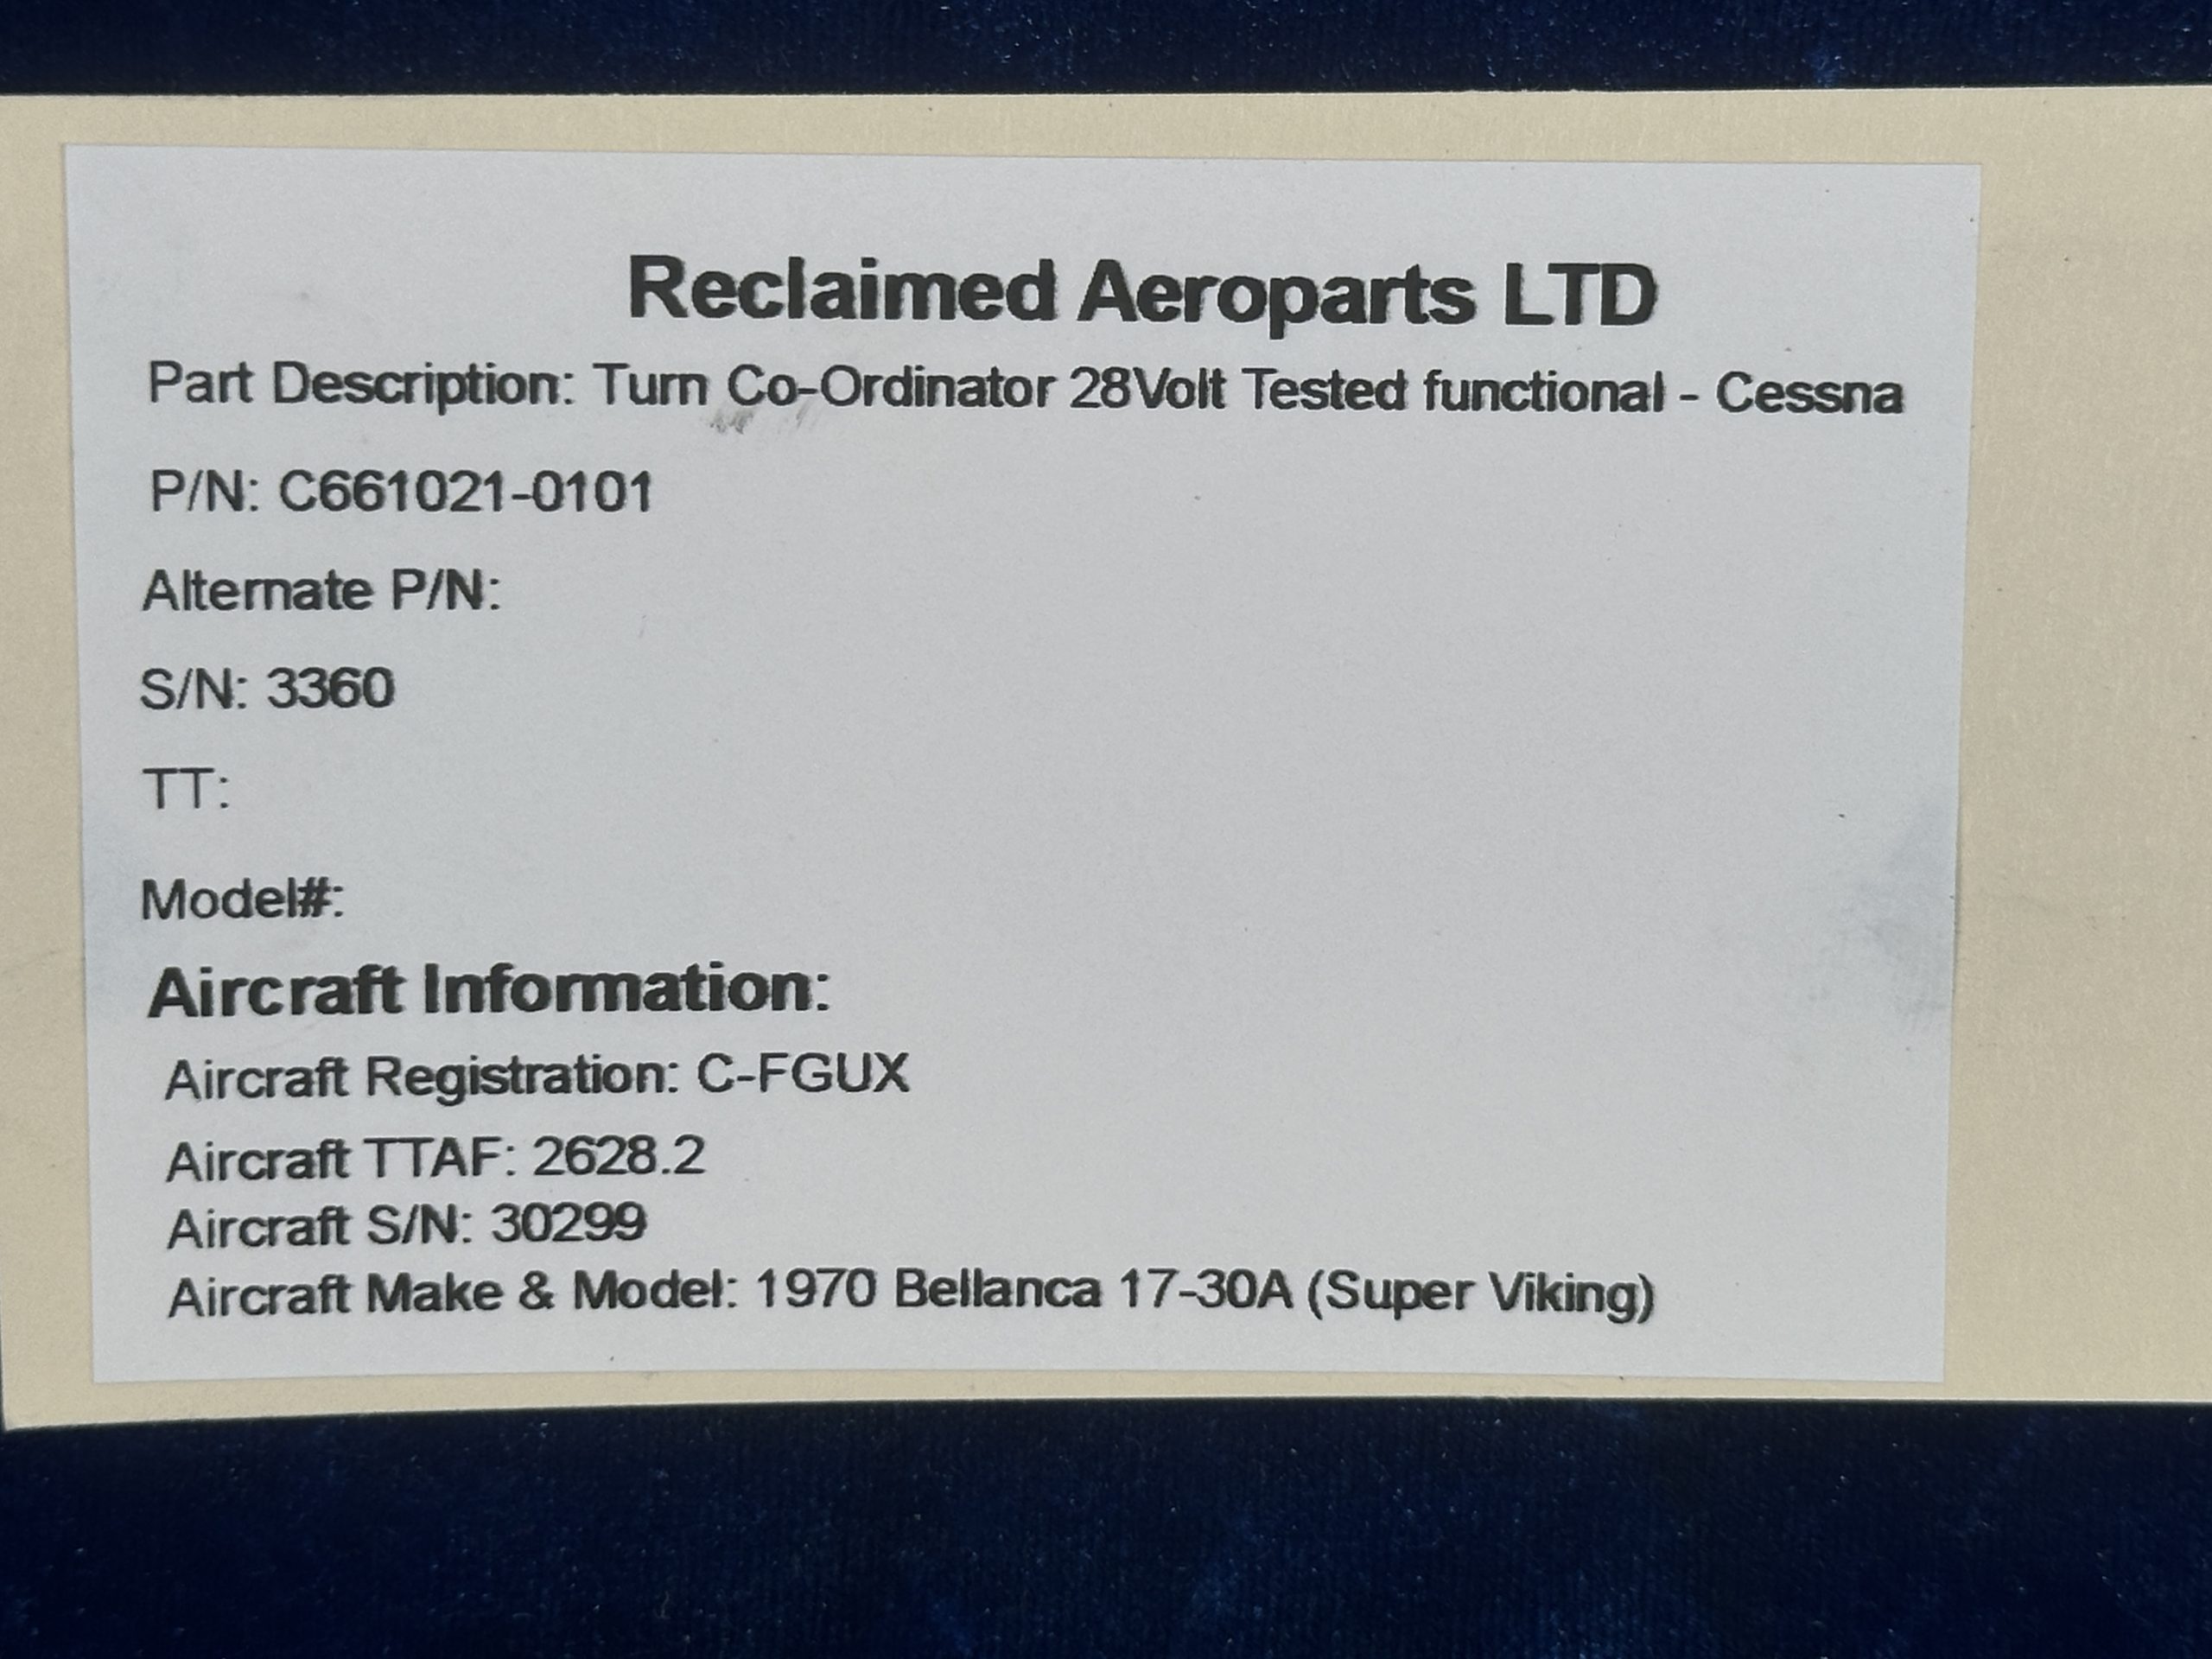 Reclaimed Aeroparts LTD
Part Description: Turn Co-Ordinator 28Volt Tested functional - Cessna
P/N: C661021-0101
Alternate P/N:
S/N: 3360
TT:
Model#:
Aircraft Information:
Aircraft Registration: C-FGUX
Aircraft TTAF: 2628.2
Aircraft S/N: 30299
Aircraft Make & Model: 1970 Bellanca 17-30A (Super Viking)